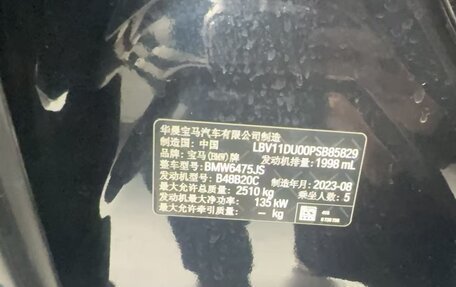 华晨宝马汽车有限公司制造
制造国: 中国 LBV11DU00PSB85829
品牌: 宝马(BMW)牌 发动机排量: 1998 mL
整车型号: BMW6475JS
发动机型号: B48B20C 制造年月: 2023-08
最大允许总质量: 2510 kg 乘坐人数: 5
发动机最大净功率: 135 kW
最大允许牵引质量: — kg